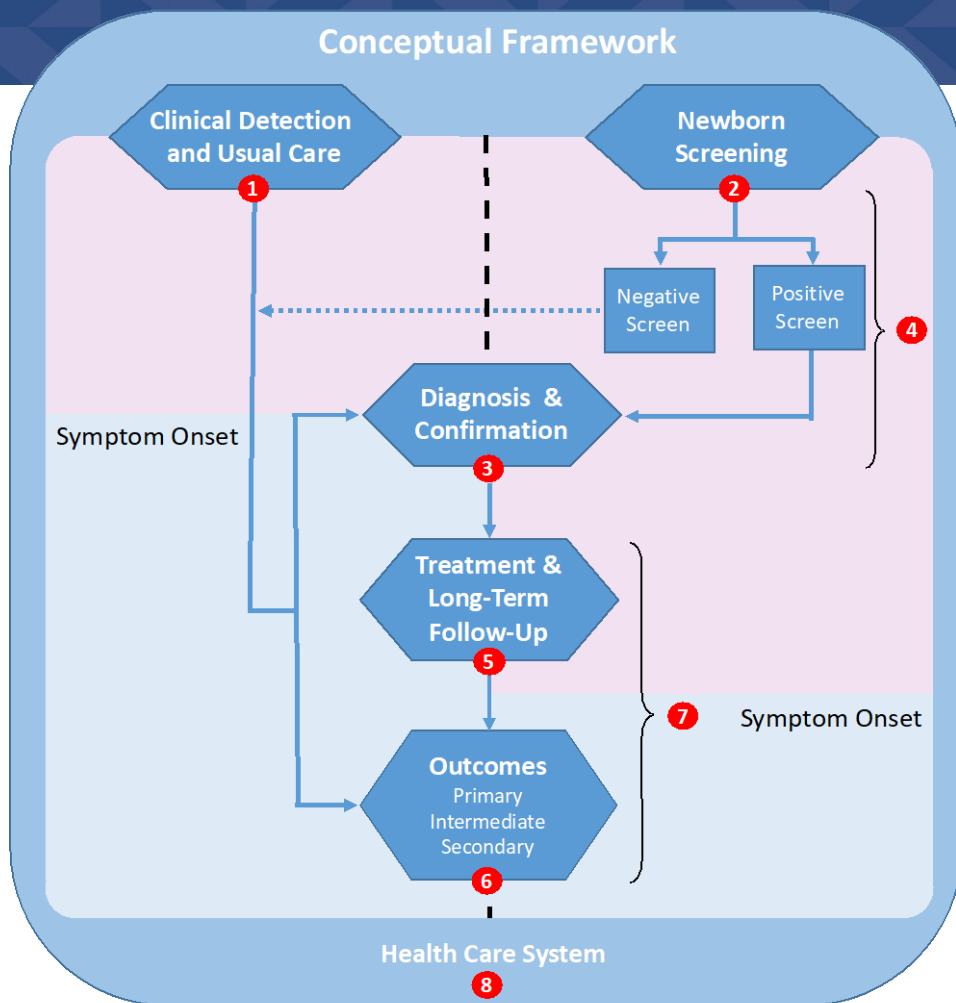 Conceptual Framework
Clinical Detection
and Usual Care
1
Newborn
Screening
2
Negative
Screen
Positive
Screen
4
Diagnosis & 
Confirmation
3
Symptom Onset
Treatment &
Long-Term
Follow-Up
5
7
Symptom Onset
Outcomes
Primary
Intermediate
Secondary
6
Health Care System
8